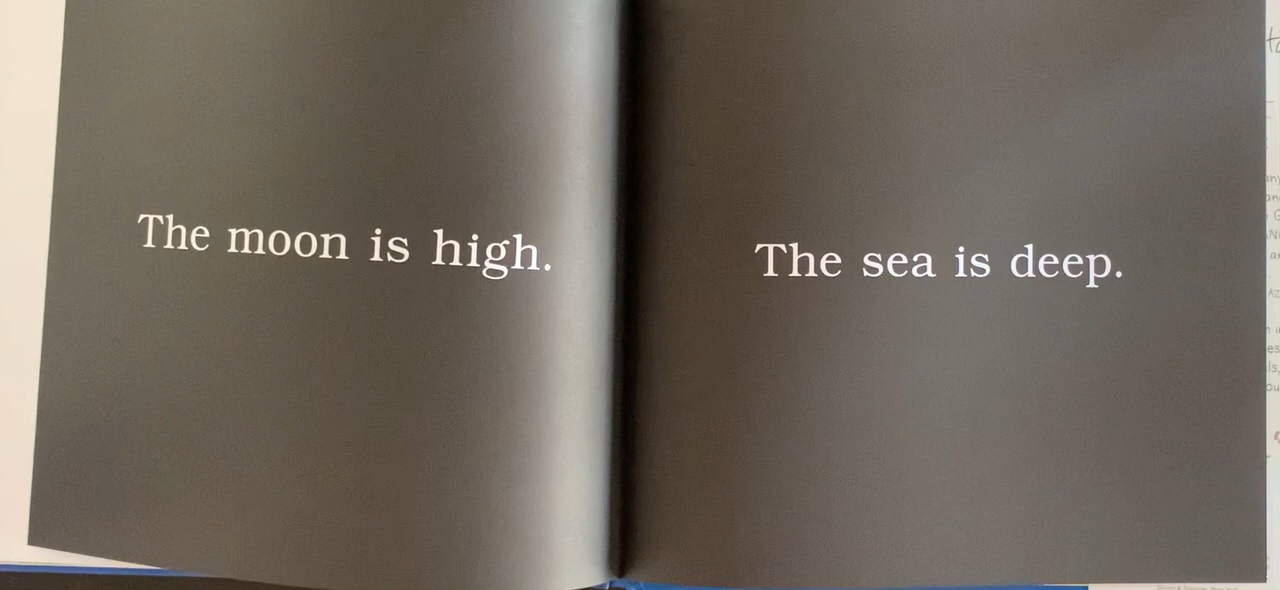 The moon is high.
The sea is deep.